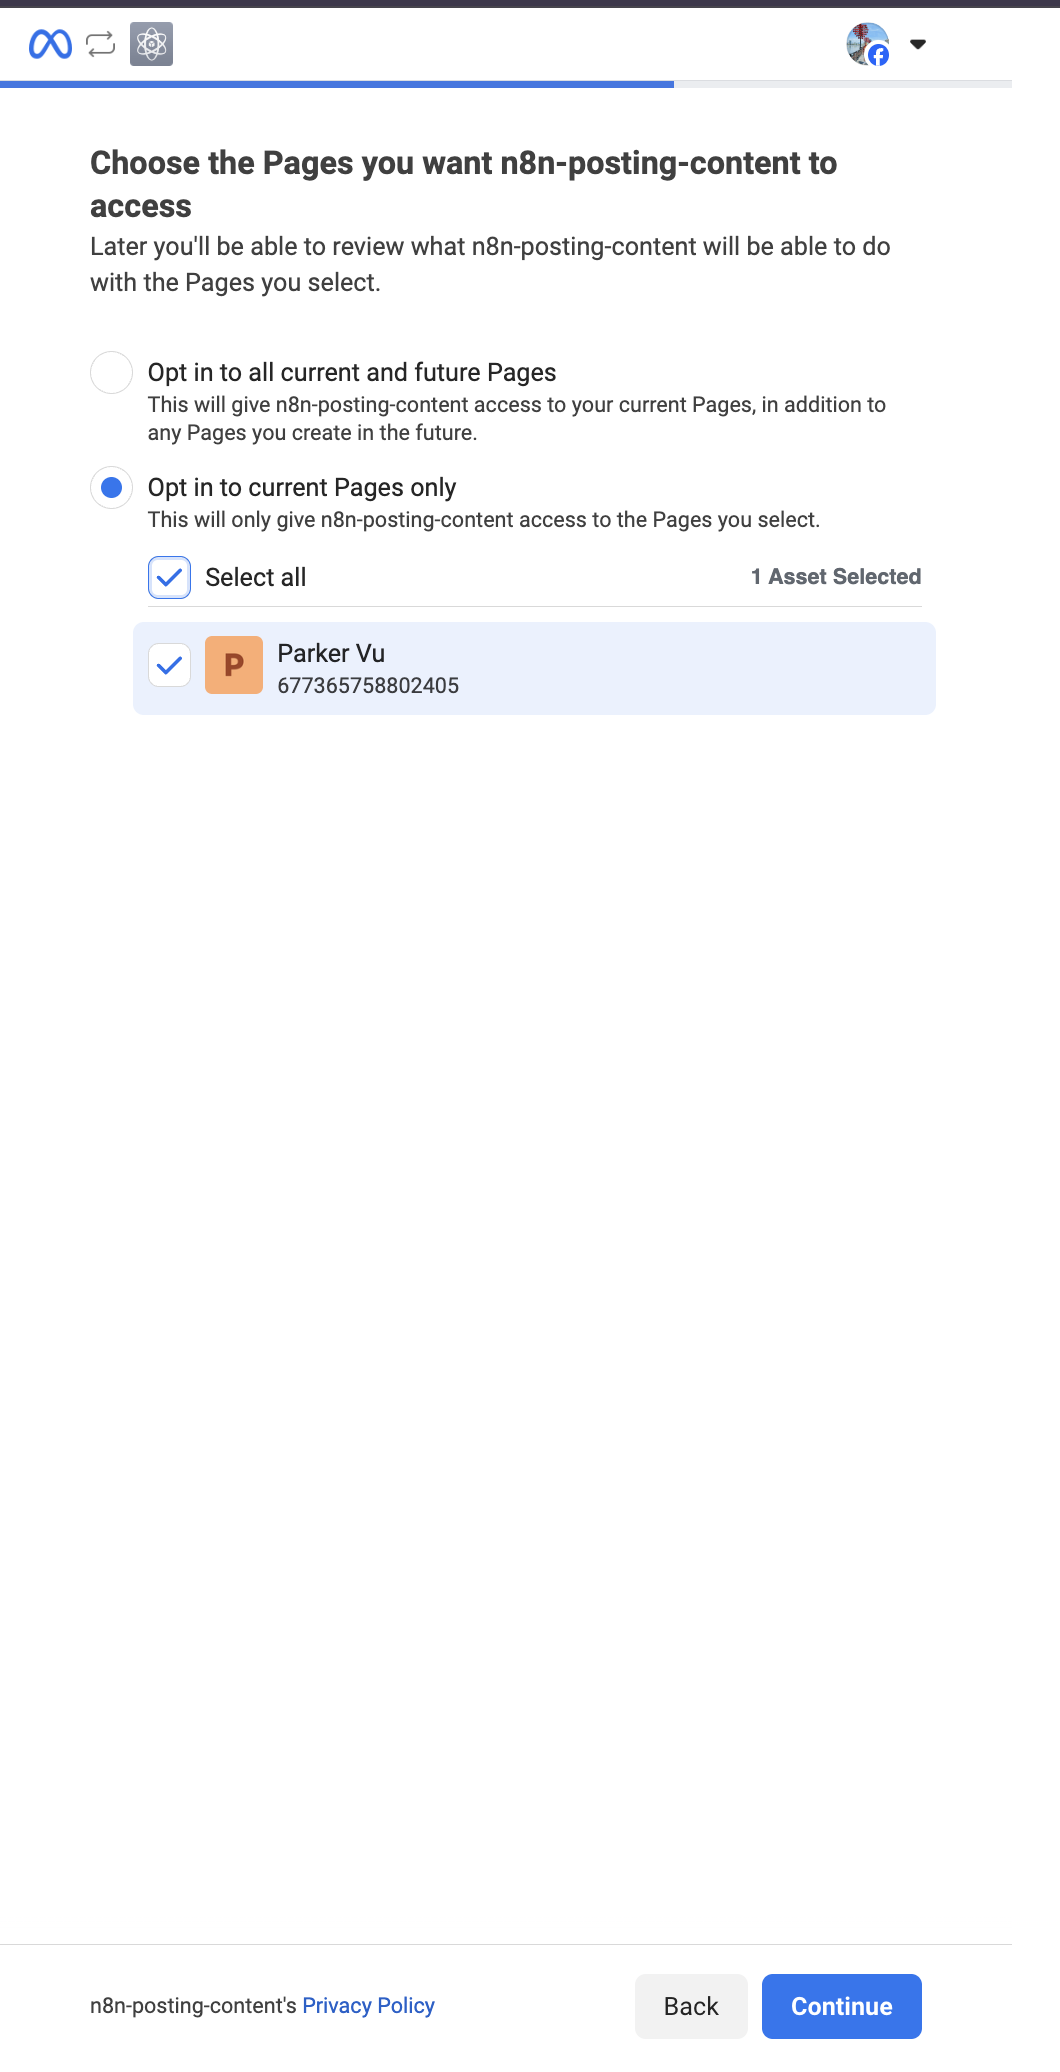 Choose the Pages you want n8n-posting-content to
access
Later you'll be able to review what n8n-posting-content will be able to do
with the Pages you select.
Opt in to all current and future Pages
This will give n8n-posting-content access to your current Pages, in addition to
any Pages you create in the future.
Opt in to current Pages only
This will only give n8n-posting-content access to the Pages you select.
Select all
1 Asset Selected
P
Parker Vu
677365758802405
n8n-posting-content's Privacy Policy
Back
Continue